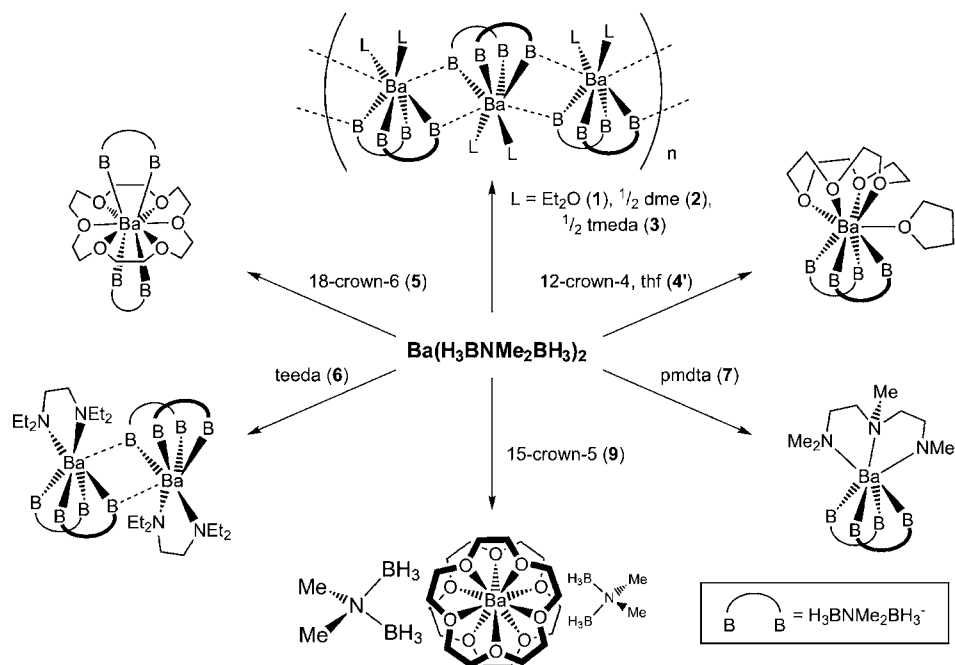 L
L
B
B B
B
L
L
Ba
Ba
Ba
B
B B
B
L
L
B
B B
B
n
L = Et₂O (1), ¹/₂ dme (2),
¹/₂ tmeda (3)
B
B
O
O
O
Ba
O
O
O
B
B
18-crown-6 (5)
12-crown-4, thf (4')
O
O
O
O
Ba
O
B
B B
B
Ba(H₃BNMe₂BH₃)₂
teeda (6)
pmdta (7)
15-crown-5 (9)
Et₂N
NEt₂
Ba
B
B B
B
B
B B
B
Ba
Et₂N
NEt₂
Me
N
Me₂N
NMe
Ba
B
B B
B
Me
N
Me
BH₃
BH₃
O
O
O
O
O
Ba
O
O
O
O
O
H₃B
N
H₃B
Me
Me
B B = H₃BNMe₂BH₃⁻